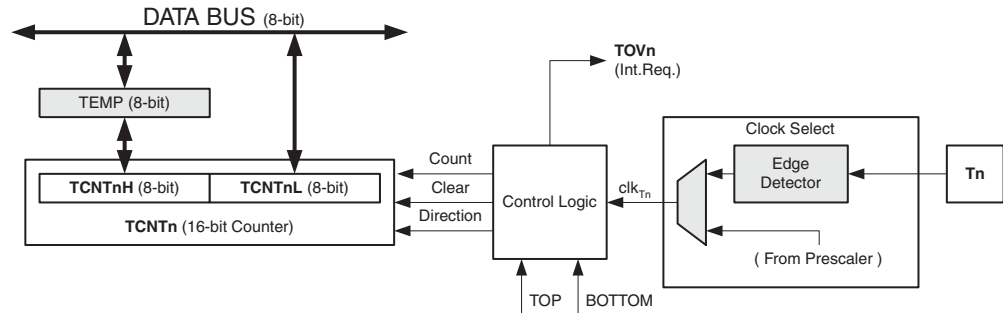 DATA BUS (8-bit)
TEMP (8-bit)
TCNTnH (8-bit)
TCNTnL (8-bit)
TCNTn (16-bit Counter)
Count
Clear
Direction
Control Logic
TOVn
(Int.Req.)
TOP
BOTTOM
clkTn
Clock Select
Edge
Detector
( From Prescaler )
Tn